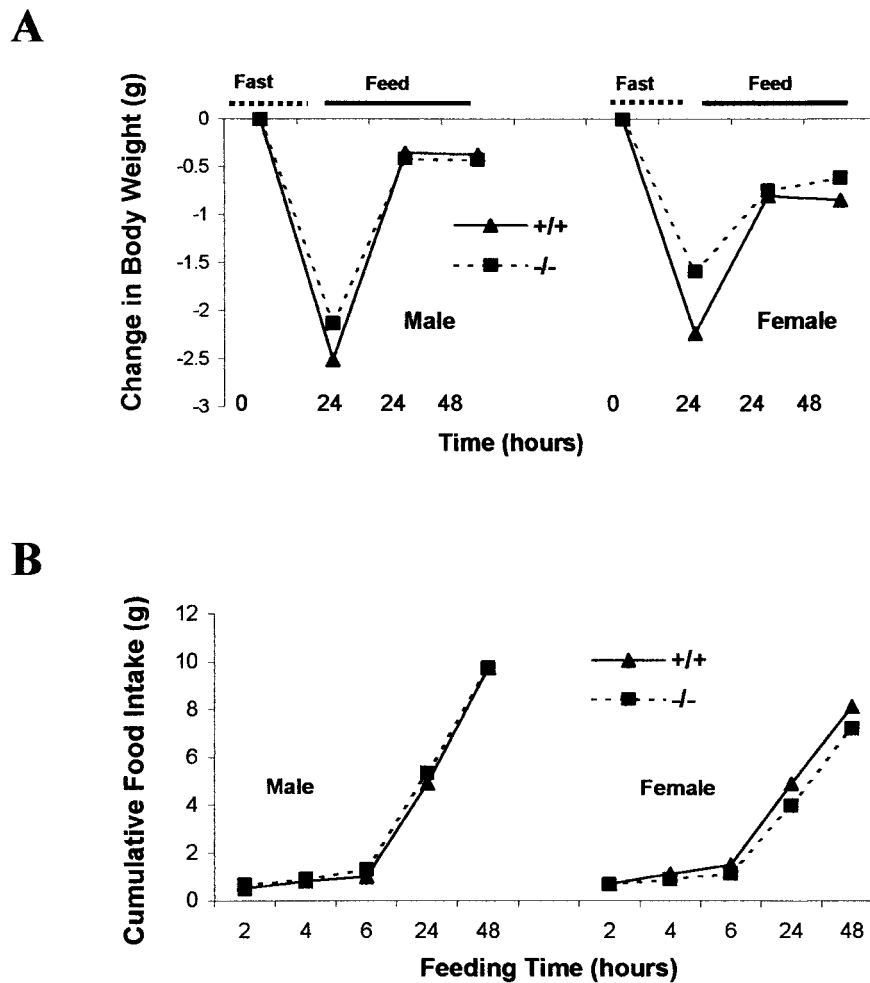 A
Fast Feed Fast Feed
Change in Body Weight (g)
0
-0.5
-1
-1.5
-2
-2.5
-3
+/+
-/-
Male Female
0 24 24 48 0 24 24 48
Time (hours)
B
Cumulative Food Intake (g)
12
10
8
6
4
2
0
+/+
-/-
Male Female
2 4 6 24 48 2 4 6 24 48
Feeding Time (hours)